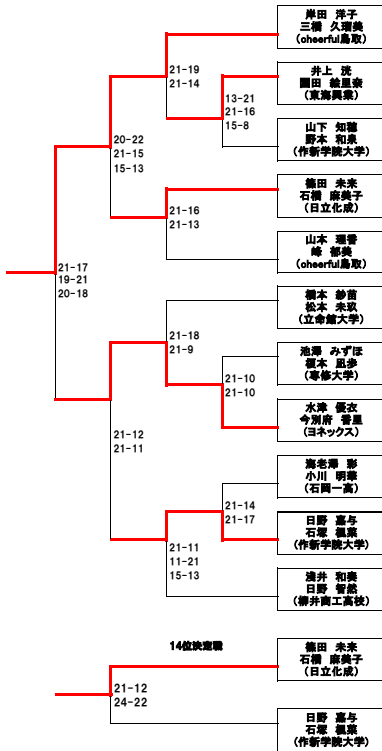 岸田 洋子
三橋 久瑠美
(cheerful鳥取)
21-19
21-14
井上 洸
園田 絵里奈
(東海興業)
13-21
21-16
15-8
山下 知穂
野本 和泉
(作新学院大学)
20-22
21-15
15-13
篠田 未来
石橋 麻美子
(日立化成)
21-16
21-13
山本 理香
峰 郁美
(cheerful鳥取)
21-17
19-21
20-18
橋本 紗苗
松本 未玖
(立命館大学)
21-18
21-9
池澤 みずほ
榎本 凪歩
(専修大学)
21-10
21-10
水津 優衣
今別府 香里
(ヨネックス)
21-12
21-11
海老澤 彩
小川 明華
(石岡一高)
21-14
21-17
日野 嘉与
石塚 楓菜
(作新学院大学)
21-11
11-21
15-13
浅井 和奏
日野 智然
(柳井商工高校)
14位決定戦
篠田 未来
石橋 麻美子
(日立化成)
21-12
24-22
日野 嘉与
石塚 楓菜
(作新学院大学)